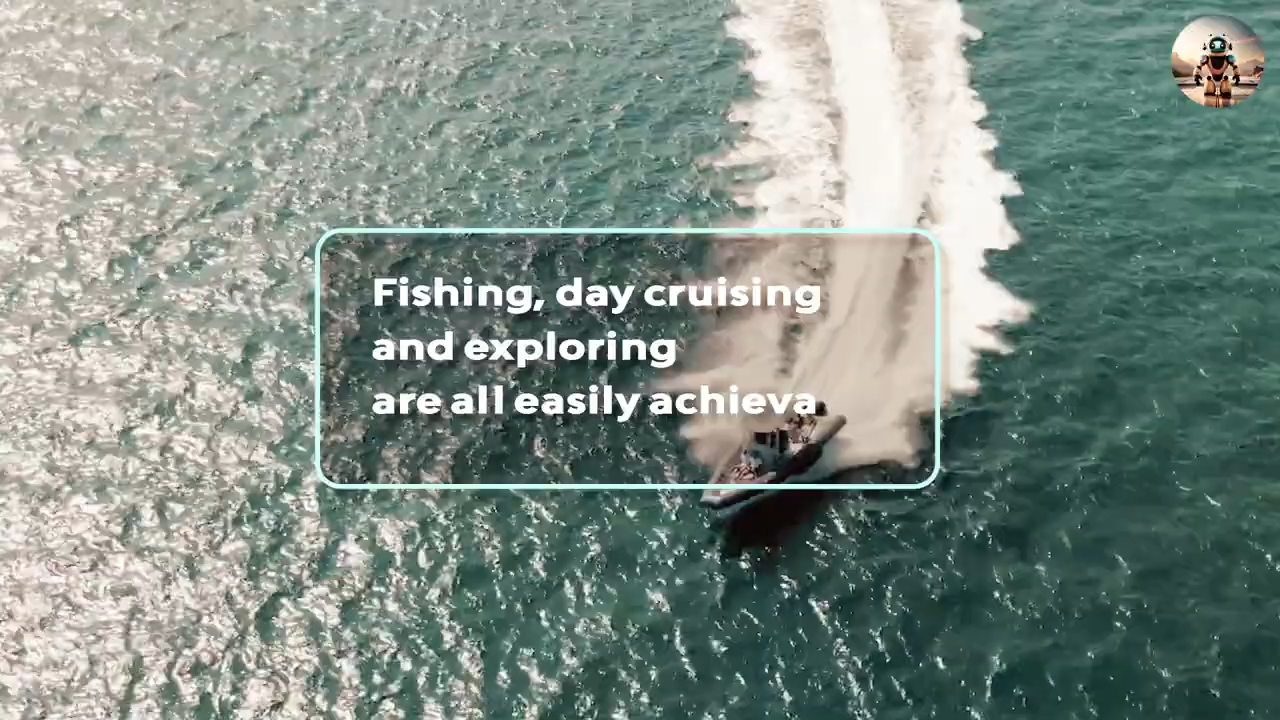 Fishing, day cruising
and exploring
are all easily achieva